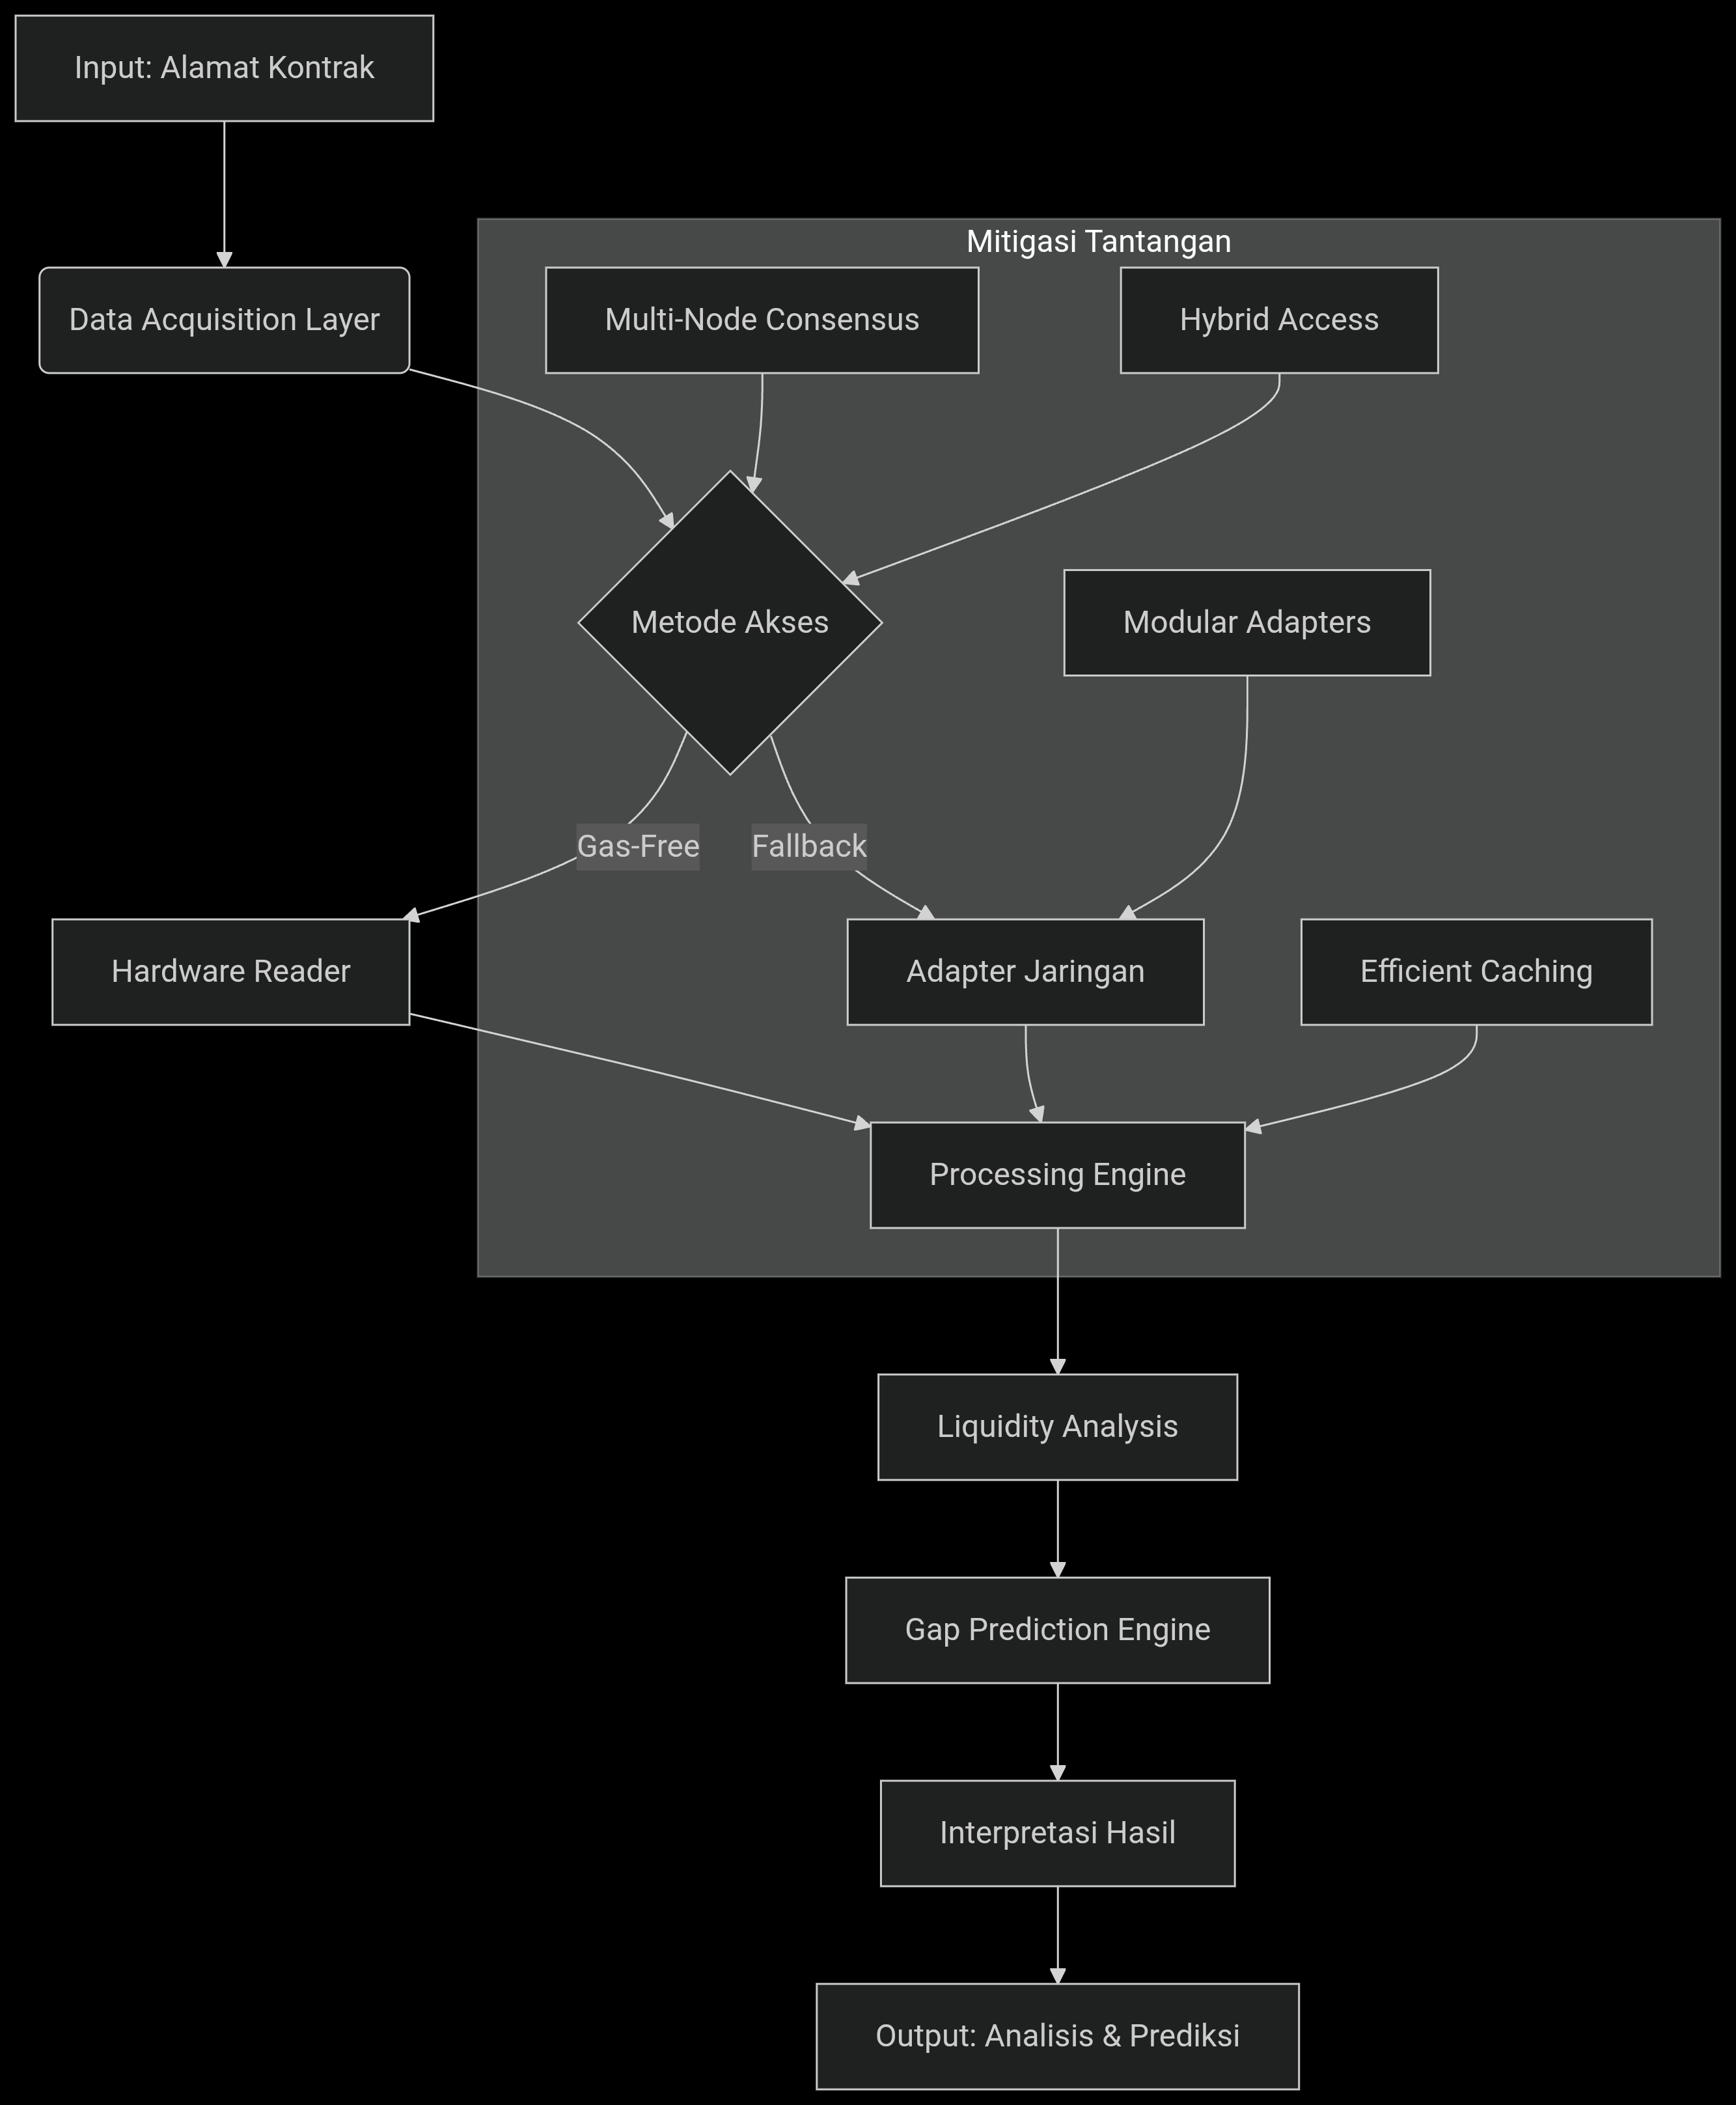 Input: Alamat Kontrak
Mitigasi Tantangan
Data Acquisition Layer
Multi-Node Consensus
Hybrid Access
Metode Akses
Modular Adapters
Gas-Free
Fallback
Hardware Reader
Adapter Jaringan
Efficient Caching
Processing Engine
Liquidity Analysis
Gap Prediction Engine
Interpretasi Hasil
Output: Analisis & Prediksi